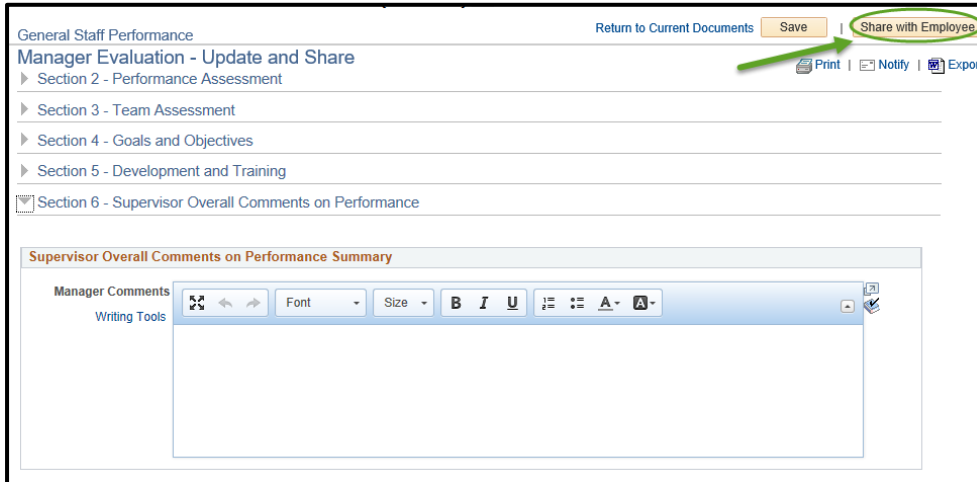 General Staff Performance
Return to Current Documents Save | Share with Employee
Manager Evaluation - Update and Share
Print | Notify | Expor
Section 2 - Performance Assessment
Section 3 - Team Assessment
Section 4 - Goals and Objectives
Section 5 - Development and Training
Section 6 - Supervisor Overall Comments on Performance
Supervisor Overall Comments on Performance Summary
Manager Comments
Writing Tools
Font Size B I U A A